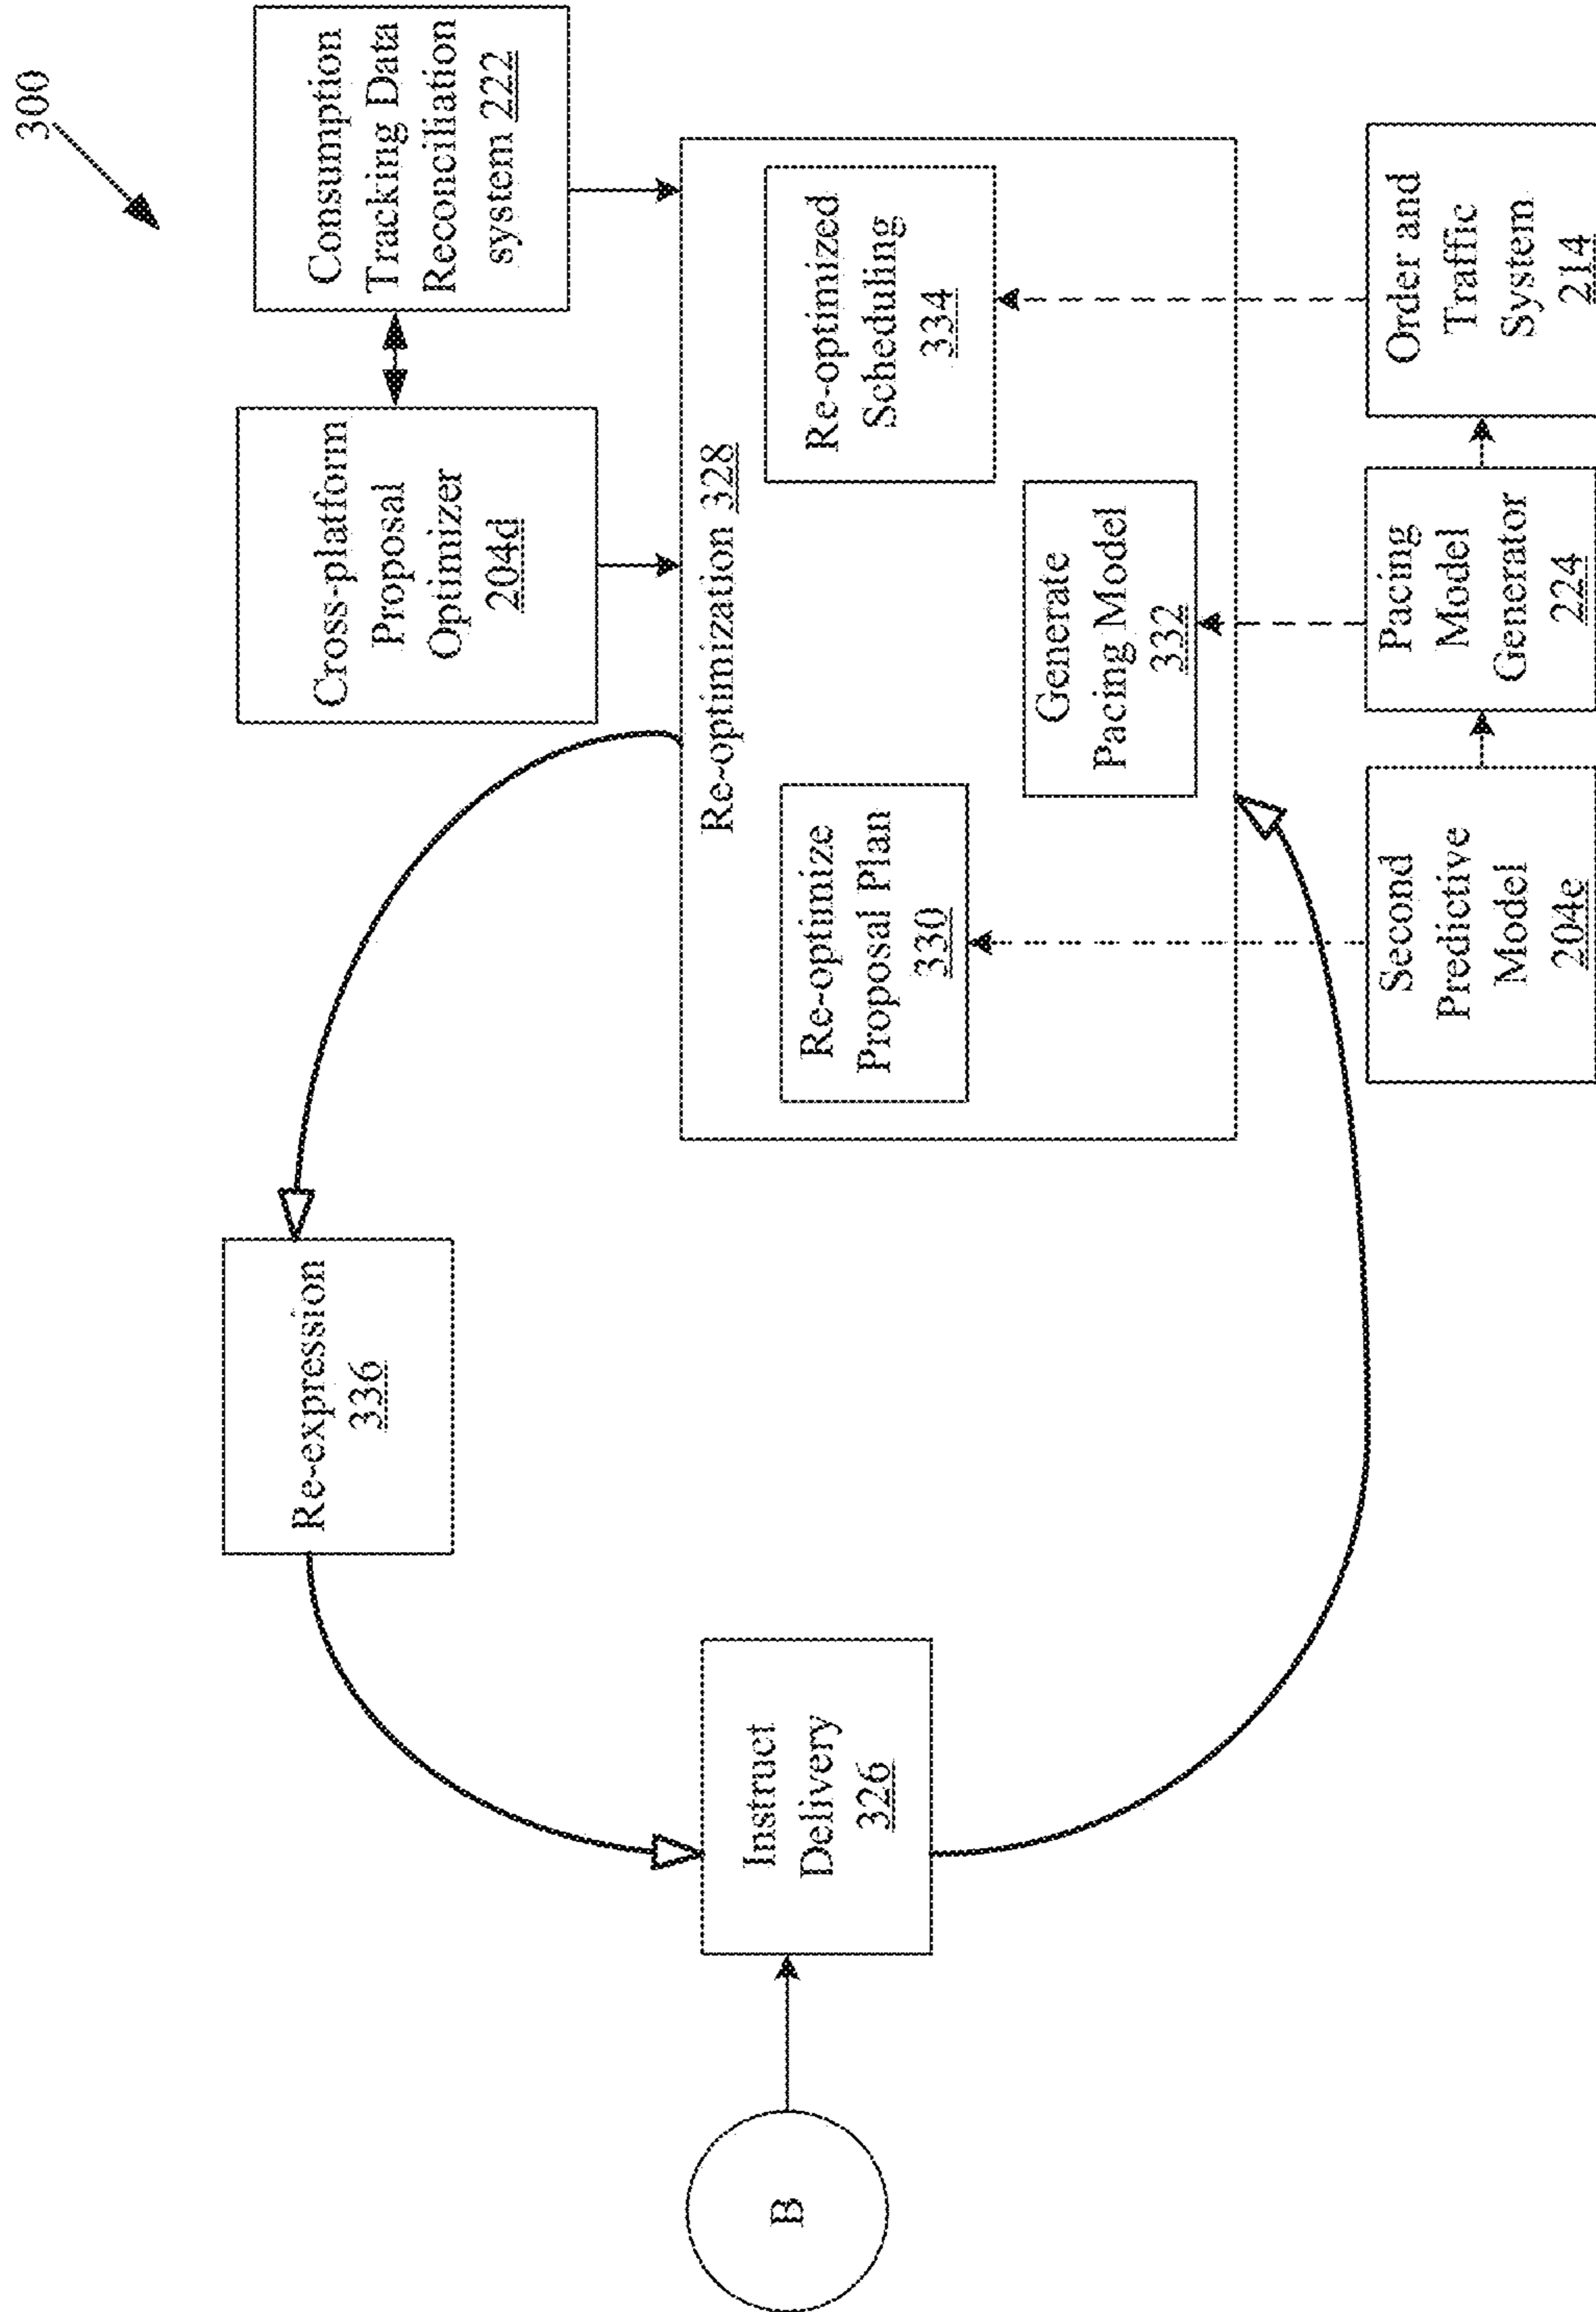 300
Consumption
Tracking Data
Reconciliation
system 222
Cross-platform
Proposal
Optimizer
204d
Re-expression
336
Re-optimization 328
Re-optimize
Proposal Plan
330
Generate
Pacing Model
332
Re-optimized
Scheduling
334
B
Instruct
Delivery
326
Second
Predictive
Model
204e
Pacing
Model
Generator
224
Order and
Traffic
System
214